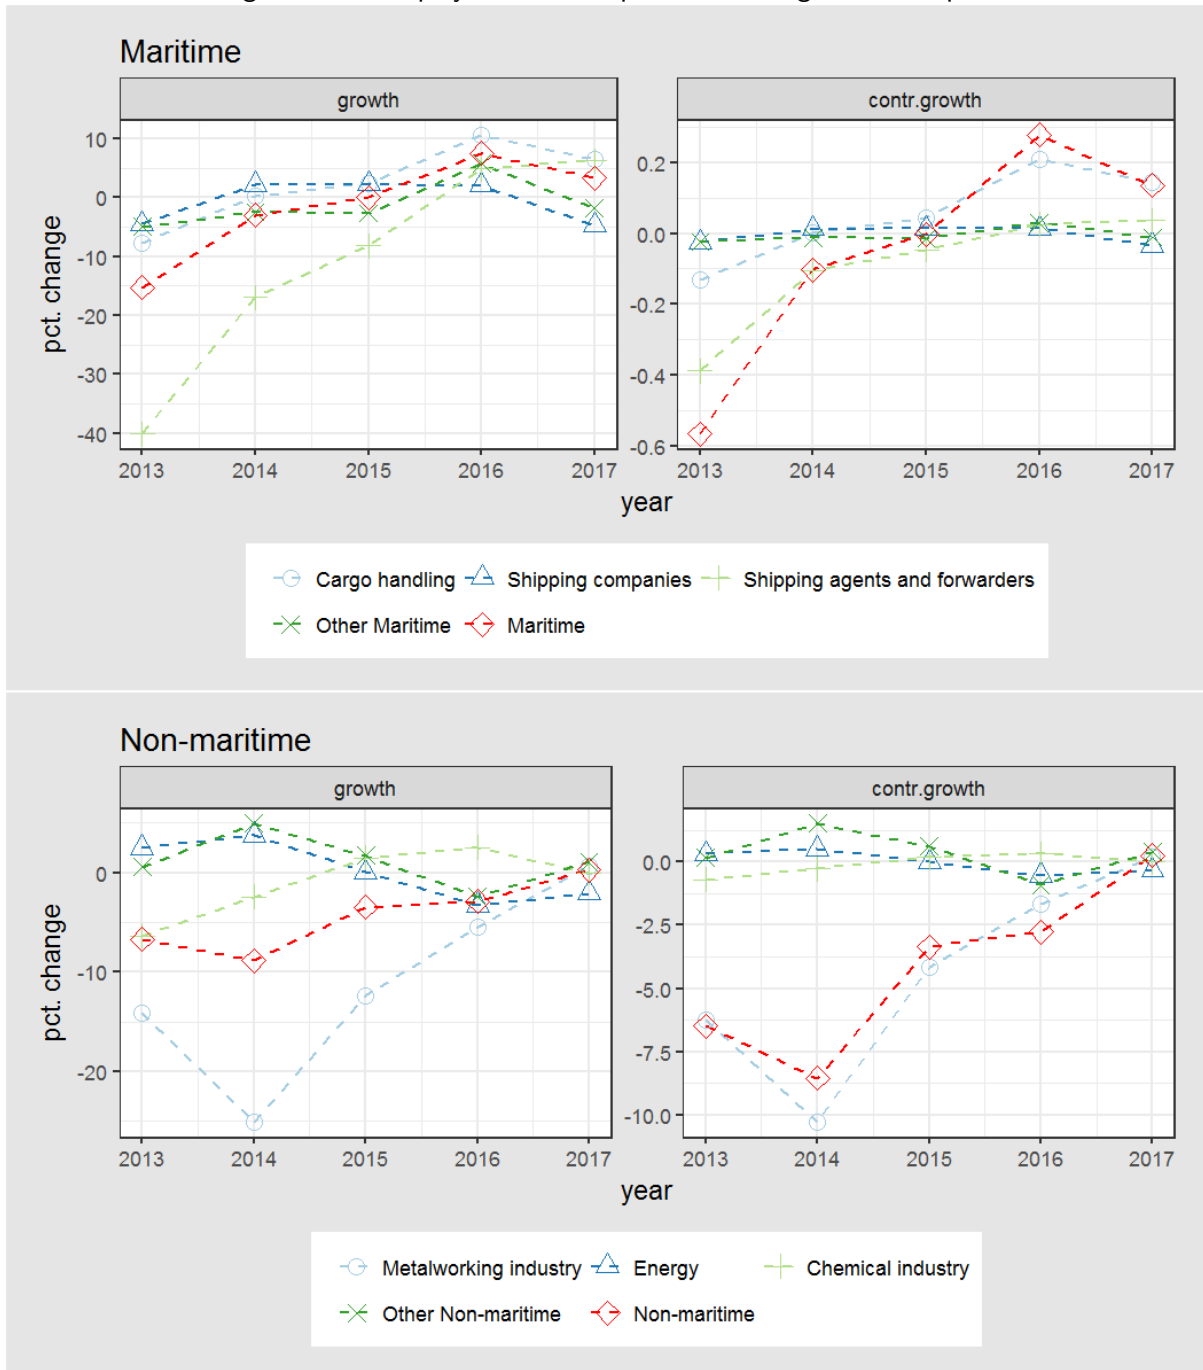 Maritime
growth
contr.growth
pct. change
10
0
-10
-20
-30
-40
0.2
0.0
-0.2
-0.4
-0.6
2013 2014 2015 2016 2017
2013 2014 2015 2016 2017
year
Cargo handling Shipping companies Shipping agents and forwarders
Other Maritime Maritime
Non-maritime
growth
contr.growth
pct. change
0
-10
-20
0.0
-2.5
-5.0
-7.5
-10.0
2013 2014 2015 2016 2017
2013 2014 2015 2016 2017
year
Metalworking industry Energy Chemical industry
Other Non-maritime Non-maritime